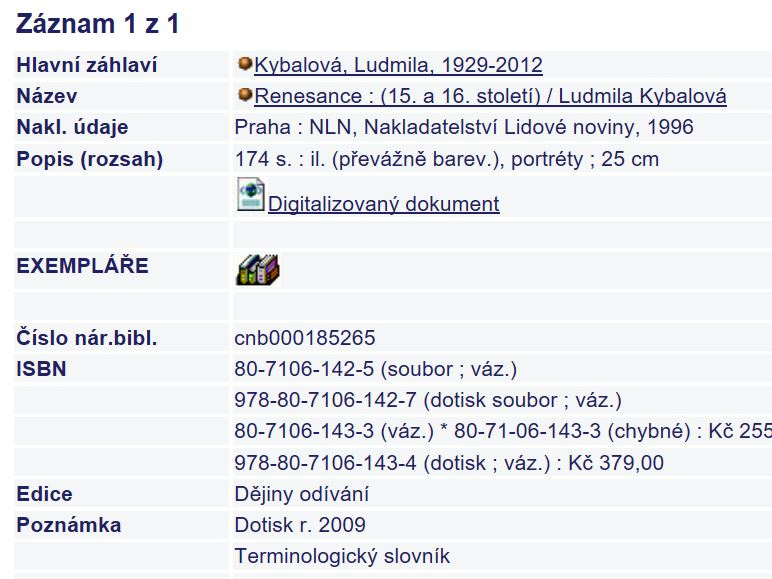 Záznam 1 z 1
Hlavní záhlaví Kybalová, Ludmila, 1929-2012
Název Renesance : (15. a 16. století) / Ludmila Kybalová
Nakl. údaje Praha : NLN, Nakladatelství Lidové noviny, 1996
Popis (rozsah) 174 s. : il. (převážně barev.), portréty ; 25 cm
Digitalizovaný dokument
EXEMPLÁŘE
Číslo nár.bibl. cnb000185265
ISBN 80-7106-142-5 (soubor ; váz.)
978-80-7106-142-7 (dotisk soubor ; váz.)
80-7106-143-3 (váz.) * 80-71-06-143-3 (chybné) : Kč 255
978-80-7106-143-4 (dotisk ; váz.) : Kč 379,00
Edice Dějiny odívání
Poznámka Dotisk r. 2009
Terminologický slovník